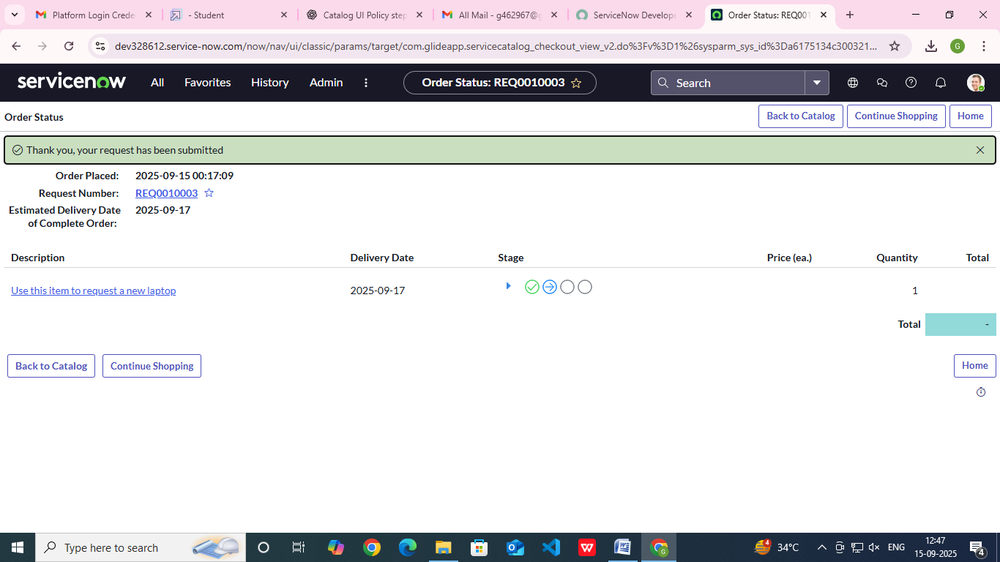 Platform Login Crede
- Student
Catalog UI Policy step
All Mail - g462967@g
ServiceNow Develope
Order Status: REQ001
dev328612.service-now.com/now/nav/ui/classic/params/target/com.glideapp.servicecatalog_checkout_view_v2.do%3Fv%3D1%26sysparm_sys_id%3Da6175134c300321...
G
servicenow
All
Favorites
History
Admin
Order Status: REQ0010003
Search
Order Status
Back to Catalog
Continue Shopping
Home
Thank you, your request has been submitted
Order Placed: 2025-09-15 00:17:09
Request Number: REQ0010003
Estimated Delivery Date 2025-09-17
of Complete Order:
Description Delivery Date Stage Price (ea.) Quantity Total
Use this item to request a new laptop 2025-09-17 1
Total -
Back to Catalog
Continue Shopping
Home
Type here to search
4
34°C
ENG
12:47
15-09-2025
4